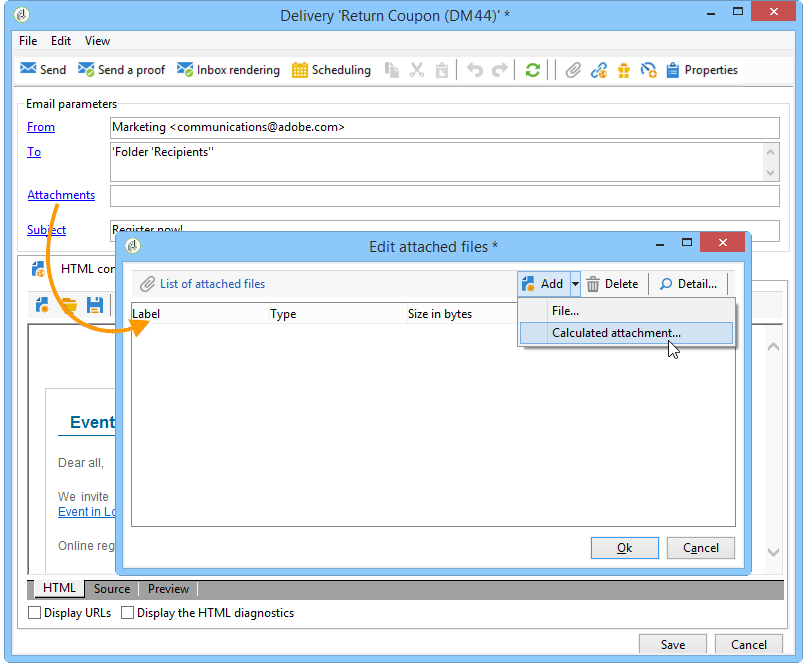 Delivery 'Return Coupon (DM44)' *
File Edit View
Send Send a proof Inbox rendering Scheduling Properties
Email parameters
From Marketing <communications@adobe.com>
To 'Folder 'Recipients''
Attachments
Subject Register now!
HTML con
Edit attached files *
List of attached files Add Delete Detail...
Label Type Size in bytes
File...
Calculated attachment...
Event
Dear all,
We invite
Event in Lo
Online reg
Ok Cancel
HTML Source Preview
Display URLs Display the HTML diagnostics
Save Cancel